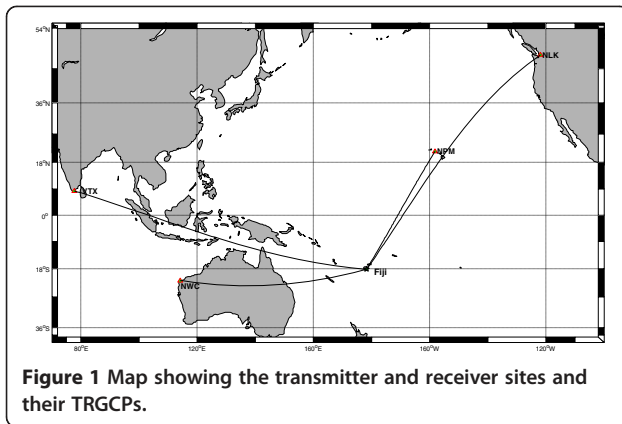 54°N
36°N
18°N
0°
18°S
36°S
NLK
NPM
VTX
Fiji
NWC
80°E
120°E
160°E
160°W
120°W
Figure 1 Map showing the transmitter and receiver sites and
their TRGCPs.